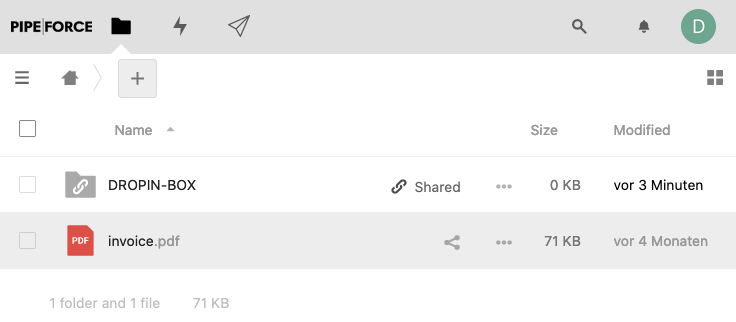 PIPE|FORCE D
Name Size Modified
DROPIN-BOX Shared 0 KB vor 3 Minuten
PDF invoice.pdf 71 KB vor 4 Monaten
1 folder and 1 file 71 KB